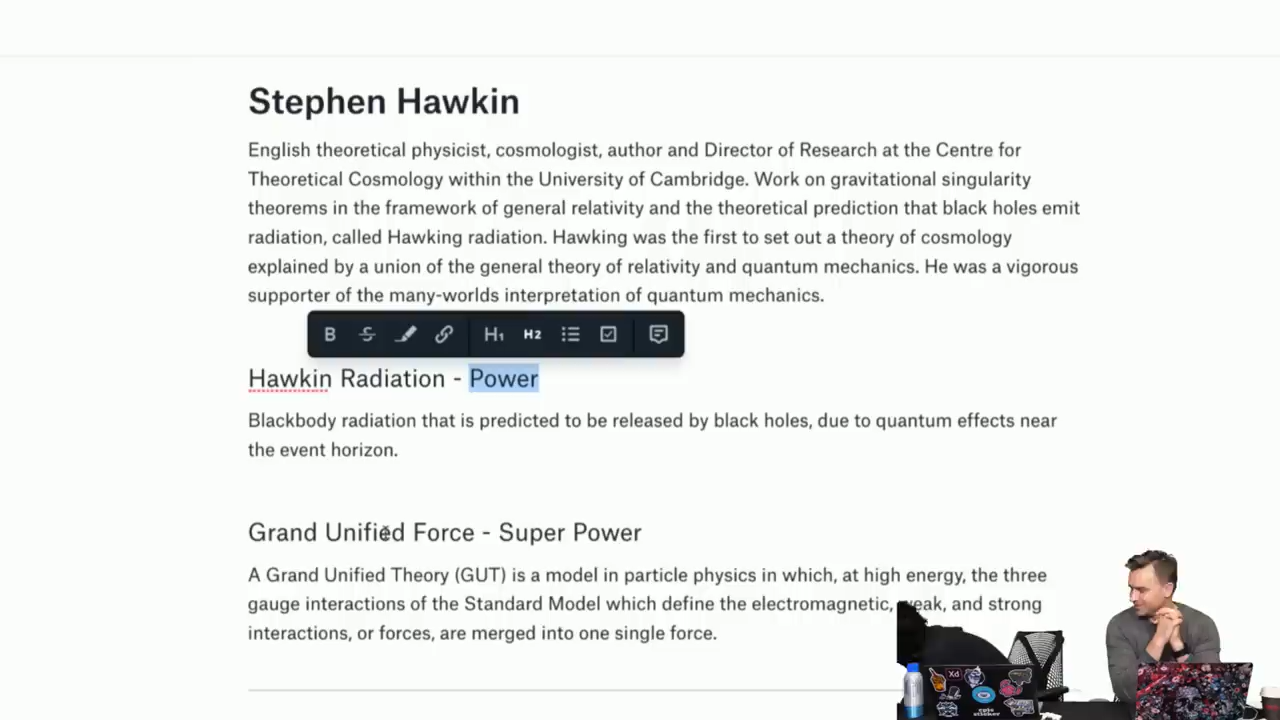 Stephen Hawkin
English theoretical physicist, cosmologist, author and Director of Research at the Centre for
Theoretical Cosmology within the University of Cambridge. Work on gravitational singularity
theorems in the framework of general relativity and the theoretical prediction that black holes emit
radiation, called Hawking radiation. Hawking was the first to set out a theory of cosmology
explained by a union of the general theory of relativity and quantum mechanics. He was a vigorous
supporter of the many-worlds interpretation of quantum mechanics.
B S H1 H2
Hawkin Radiation - Power
Blackbody radiation that is predicted to be released by black holes, due to quantum effects near
the event horizon.
Grand Unified Force - Super Power
A Grand Unified Theory (GUT) is a model in particle physics in which, at high energy, the three
gauge interactions of the Standard Model which define the electromagnetic, weak, and strong
interactions, or forces, are merged into one single force.
Xd